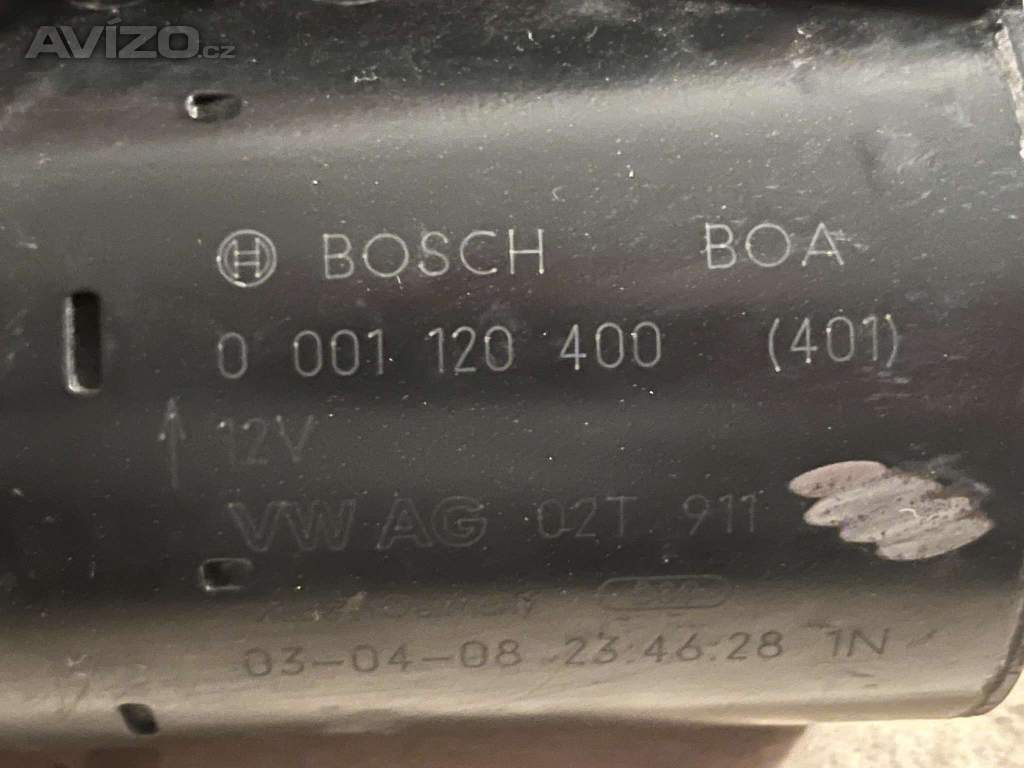 AVÍZO.cz
BOSCH BOA
0 001 120 400 (401)
12V
VW AG 02T 911
03-04-08 23:46:28 1N